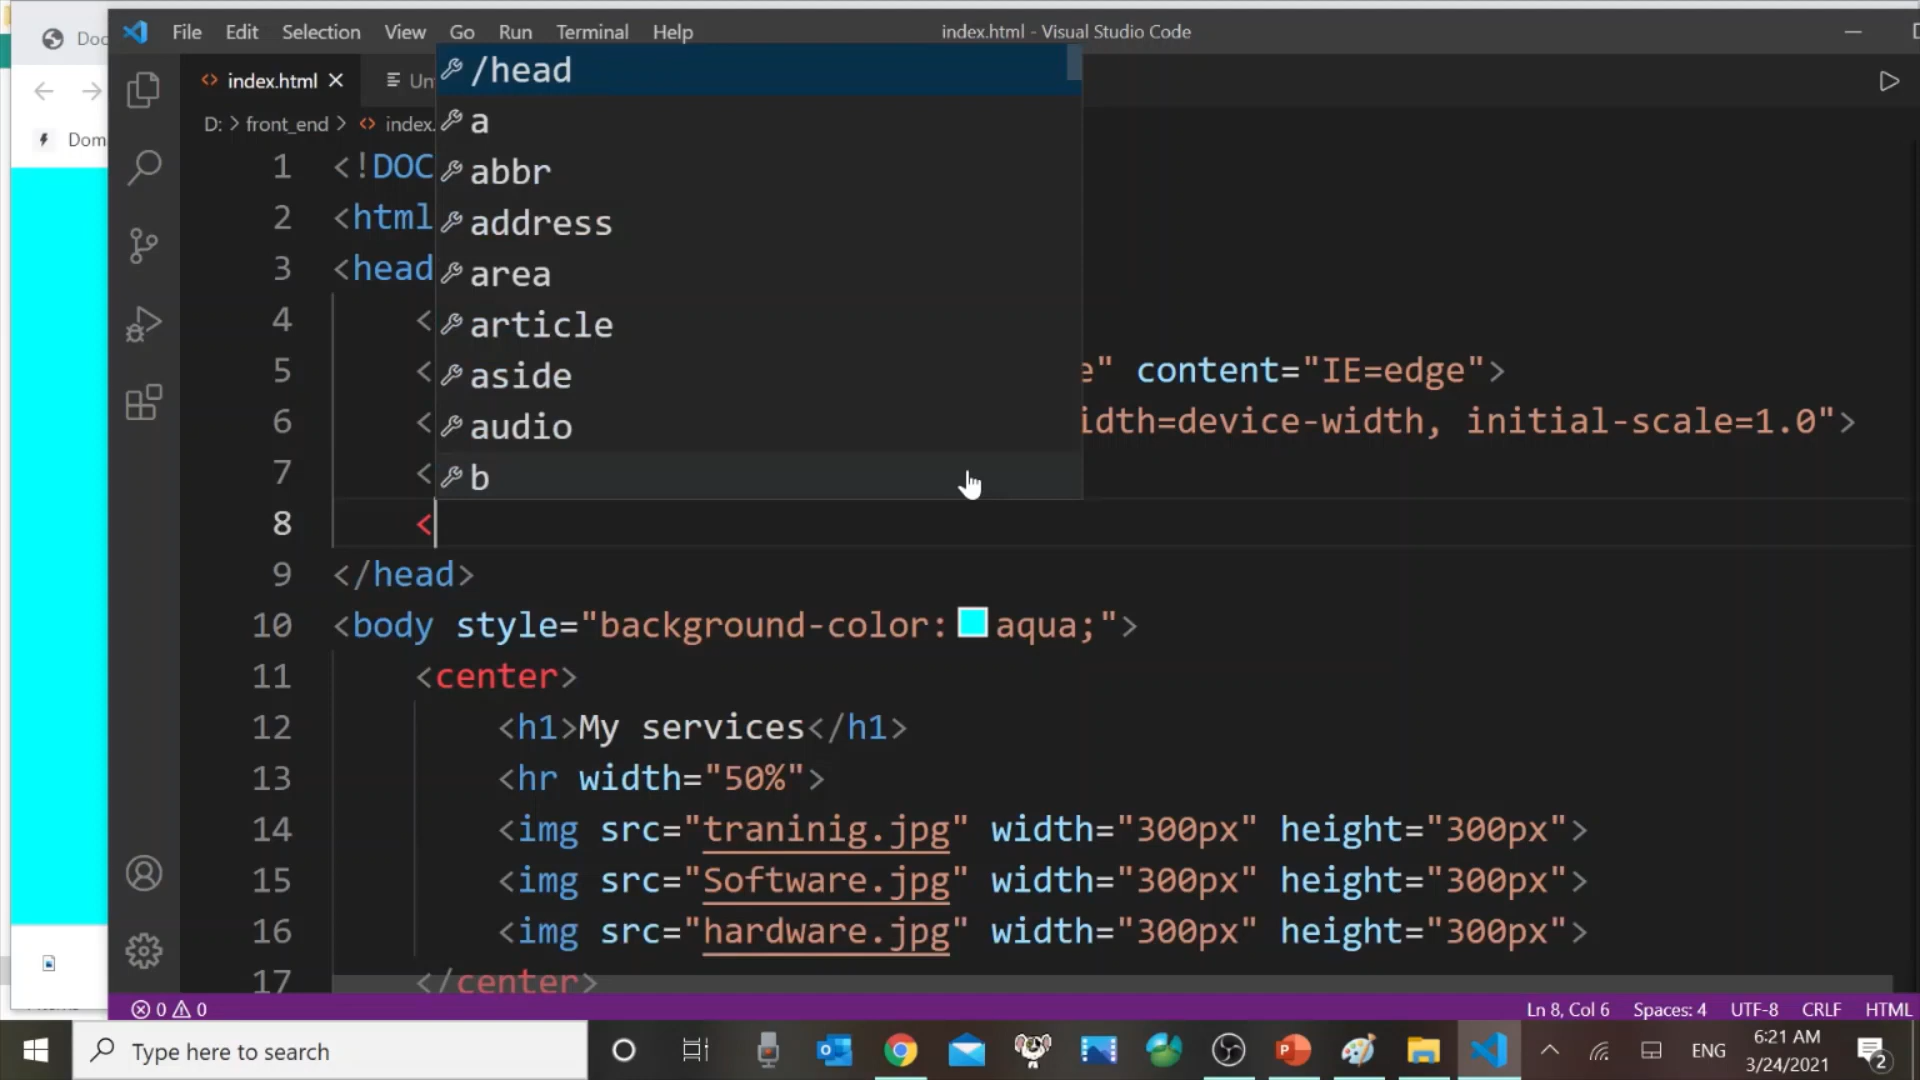 Doc
Dom
File Edit Selection View Go Run Terminal Help
index.html - Visual Studio Code
index.html
D: > front_end > index.
/head
a
abbr
address
area
article
aside
audio
b
1 <!DOC
2 <html
3 <head
4 <
5 < e" content="IE=edge">
6 < idth=device-width, initial-scale=1.0">
7 <
8 <
9 </head>
10 <body style="background-color: aqua;">
11 <center>
12 <h1>My services</h1>
13 <hr width="50%">
14 <img src="traninig.jpg" width="300px" height="300px">
15 <img src="Software.jpg" width="300px" height="300px">
16 <img src="hardware.jpg" width="300px" height="300px">
17 </center>
0 0
Ln 8, Col 6 Spaces: 4 UTF-8 CRLF HTML
Type here to search
ENG
6:21 AM
3/24/2021
2